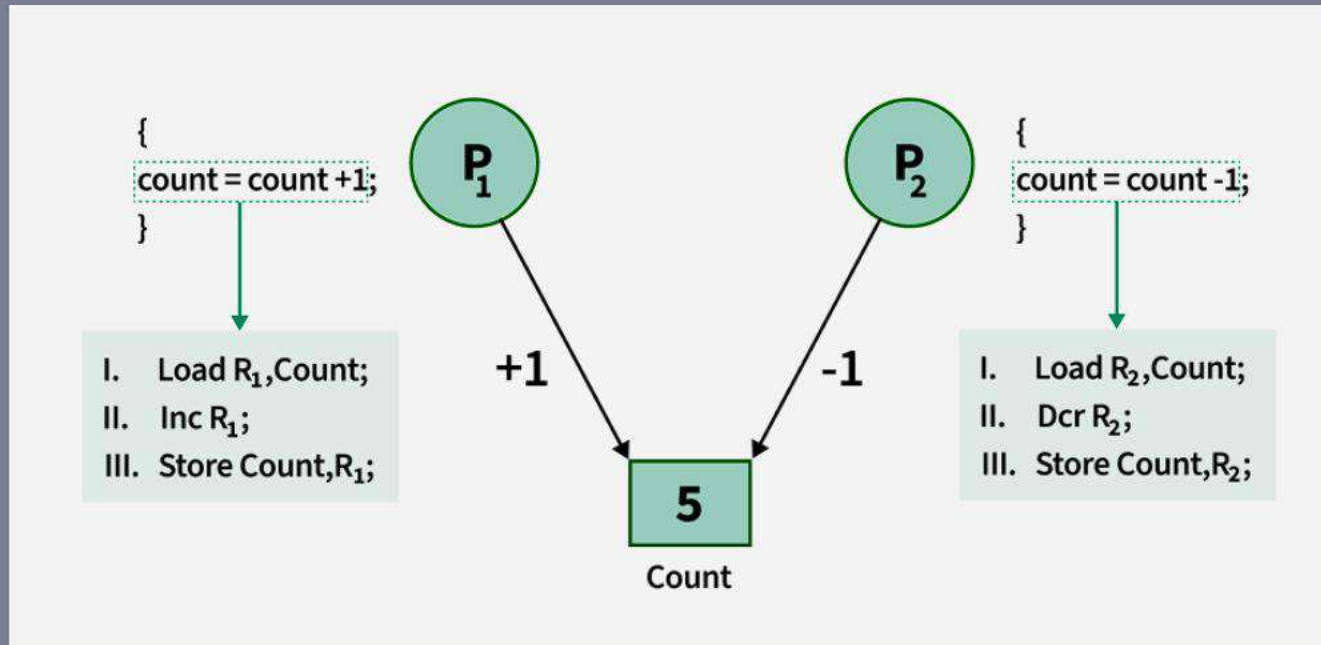 {
count = count +1;
}
P1
P2
{
count = count -1;
}
I. Load R1,Count;
II. Inc R1;
III. Store Count,R1;
+1
-1
I. Load R2,Count;
II. Dcr R2;
III. Store Count,R2;
5
Count